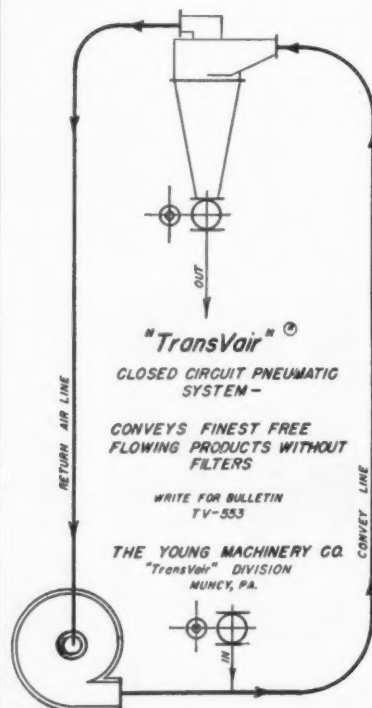 OUT
"TransVair" ®
CLOSED CIRCUIT PNEUMATIC
SYSTEM —
RETURN AIR LINE
CONVEYS FINEST FREE
FLOWING PRODUCTS WITHOUT
FILTERS
CONVEY LINE
WRITE FOR BULLETIN
TV-553
THE YOUNG MACHINERY CO.
"TransVair" DIVISION
MUNCY, PA.
IN